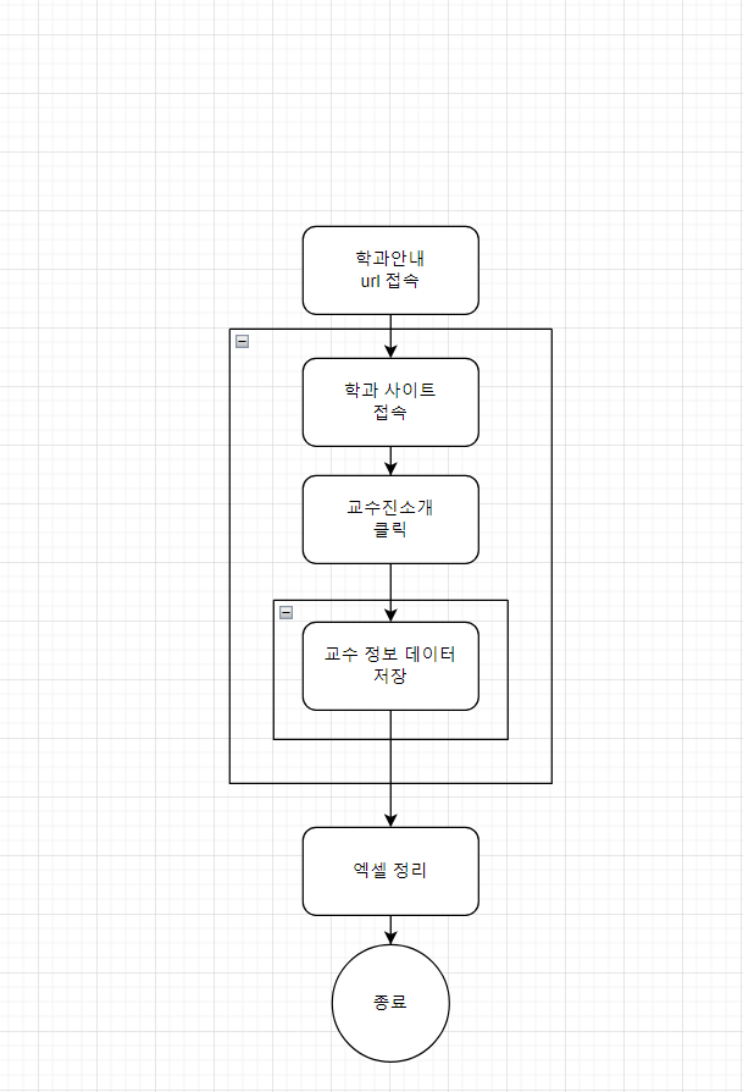 학과안내
url 접속
학과 사이트
접속
교수진소개
클릭
교수 정보 데이터
저장
엑셀 정리
종료